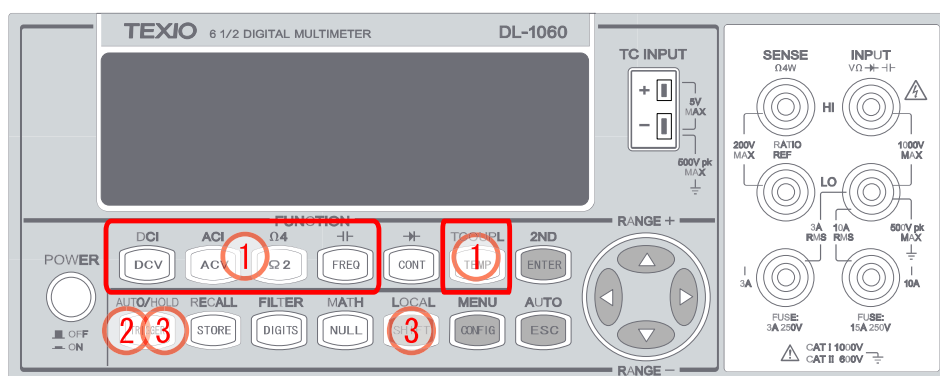 TEXIO 6 1/2 DIGITAL MULTIMETER DL-1060
TC INPUT
+
−
5V
MAX
500V pk
MAX
SENSE
Ω4W
INPUT
VΩ
HI
200V
MAX
RATIO
REF
1000V
MAX
LO
3A
RMS
10A
RMS
500V pk
MAX
3A
10A
FUSE:
3A 250V
FUSE:
15A 250V
CAT I 1000V
CAT II 600V
FUNCTION
DCI ACI Ω4 TCOUPL 2ND
DCV ACV Ω2 FREQ CONT TEMP ENTER
1 1
POWER
OFF
ON
AUTO/HOLD RECALL FILTER MATH LOCAL MENU AUTO
TRIGGER STORE DIGITS NULL SHIFT CONFIG ESC
2 3 3
RANGE +
RANGE −